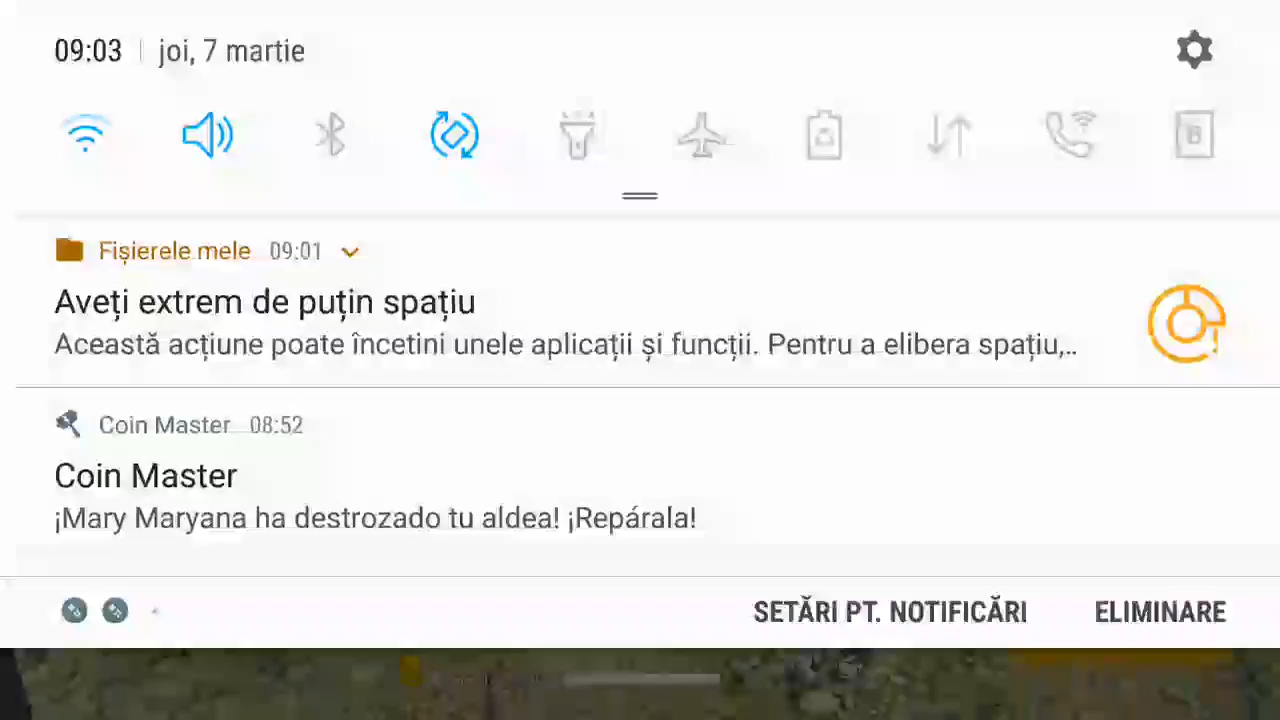 09:03 joi, 7 martie
Fișierele mele 09:01
Aveți extrem de puțin spațiu
Această acțiune poate încetini unele aplicații și funcții. Pentru a elibera spațiu,..
Coin Master 08:52
Coin Master
¡Mary Maryana ha destrozado tu aldea! ¡Repárala!
SETĂRI PT. NOTIFICĂRI ELIMINARE